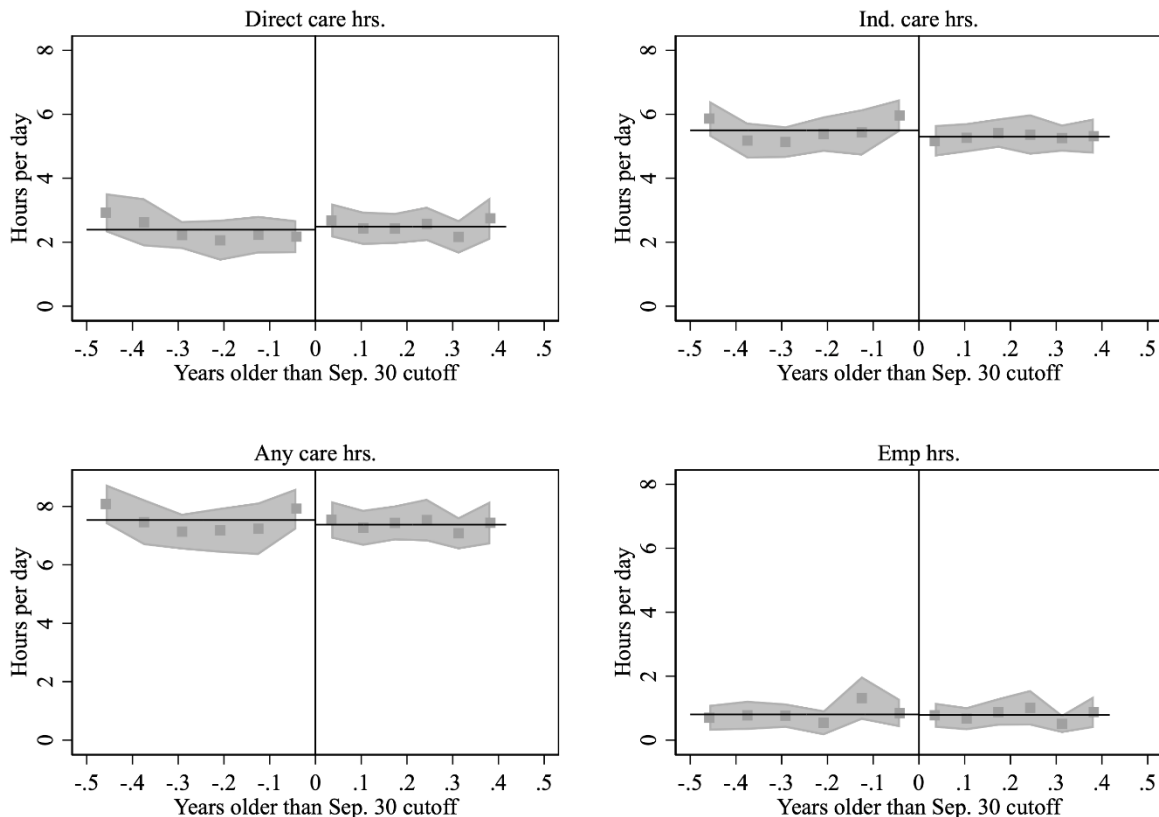 Direct care hrs.
Hours per day
8
6
4
2
0
-.5 -.4 -.3 -.2 -.1 0 .1 .2 .3 .4 .5
Years older than Sep. 30 cutoff
Ind. care hrs.
Hours per day
8
6
4
2
0
-.5 -.4 -.3 -.2 -.1 0 .1 .2 .3 .4 .5
Years older than Sep. 30 cutoff
Any care hrs.
Hours per day
8
6
4
2
0
-.5 -.4 -.3 -.2 -.1 0 .1 .2 .3 .4 .5
Years older than Sep. 30 cutoff
Emp hrs.
Hours per day
8
6
4
2
0
-.5 -.4 -.3 -.2 -.1 0 .1 .2 .3 .4 .5
Years older than Sep. 30 cutoff